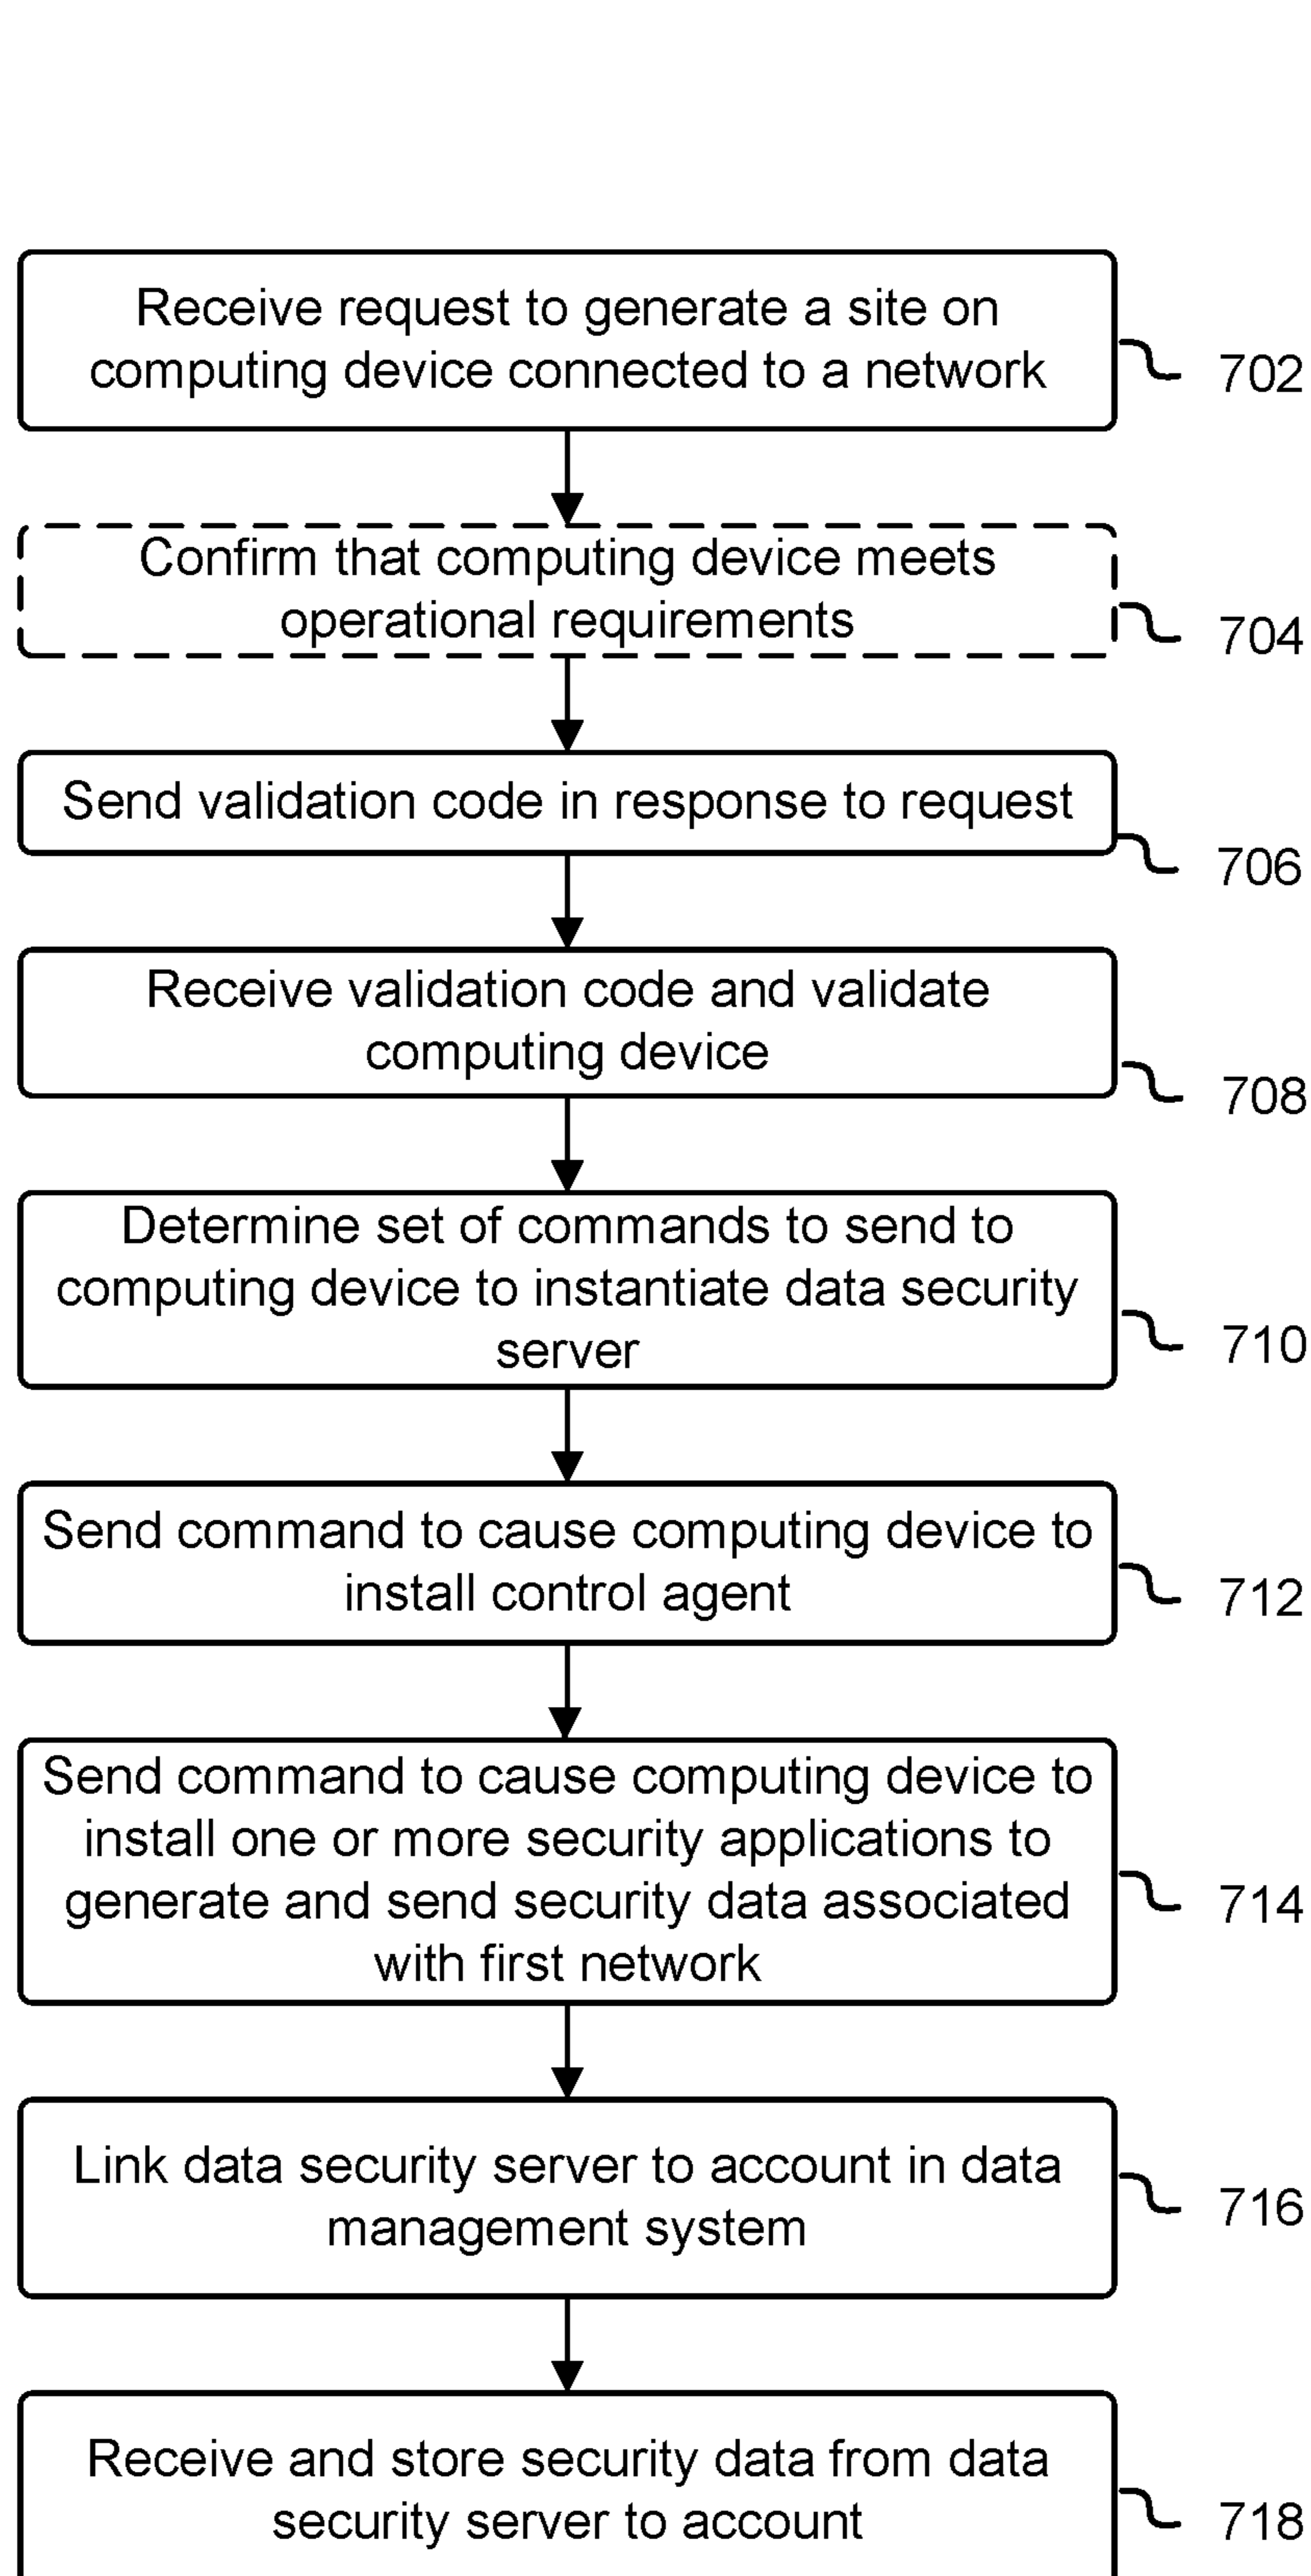 Receive request to generate a site on
computing device connected to a network
702
Confirm that computing device meets
operational requirements
704
Send validation code in response to request
706
Receive validation code and validate
computing device
708
Determine set of commands to send to
computing device to instantiate data security
server
710
Send command to cause computing device to
install control agent
712
Send command to cause computing device to
install one or more security applications to
generate and send security data associated
with first network
714
Link data security server to account in data
management system
716
Receive and store security data from data
security server to account
718